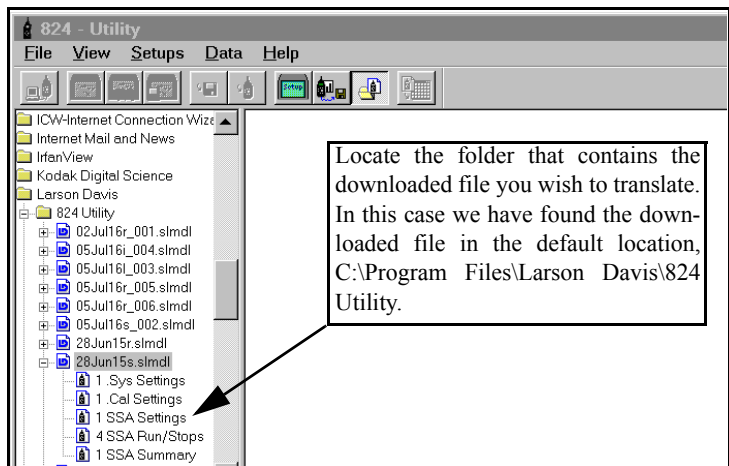 824 - Utility
File View Setups Data Help
Setup
ICW-Internet Connection Wiza
Internet Mail and News
IrfanView
Kodak Digital Science
Larson Davis
824 Utility
02Jul16r_001.slmdl
05Jul16i_004.slmdl
05Jul16l_003.slmdl
05Jul16r_005.slmdl
05Jul16r_006.slmdl
05Jul16s_002.slmdl
28Jun15r.slmdl
28Jun15s.slmdl
1 .Sys Settings
1 .Cal Settings
1 SSA Settings
4 SSA Run/Stops
1 SSA Summary
Locate the folder that contains the
downloaded file you wish to translate.
In this case we have found the down-
loaded file in the default location,
C:\Program Files\Larson Davis\824
Utility.